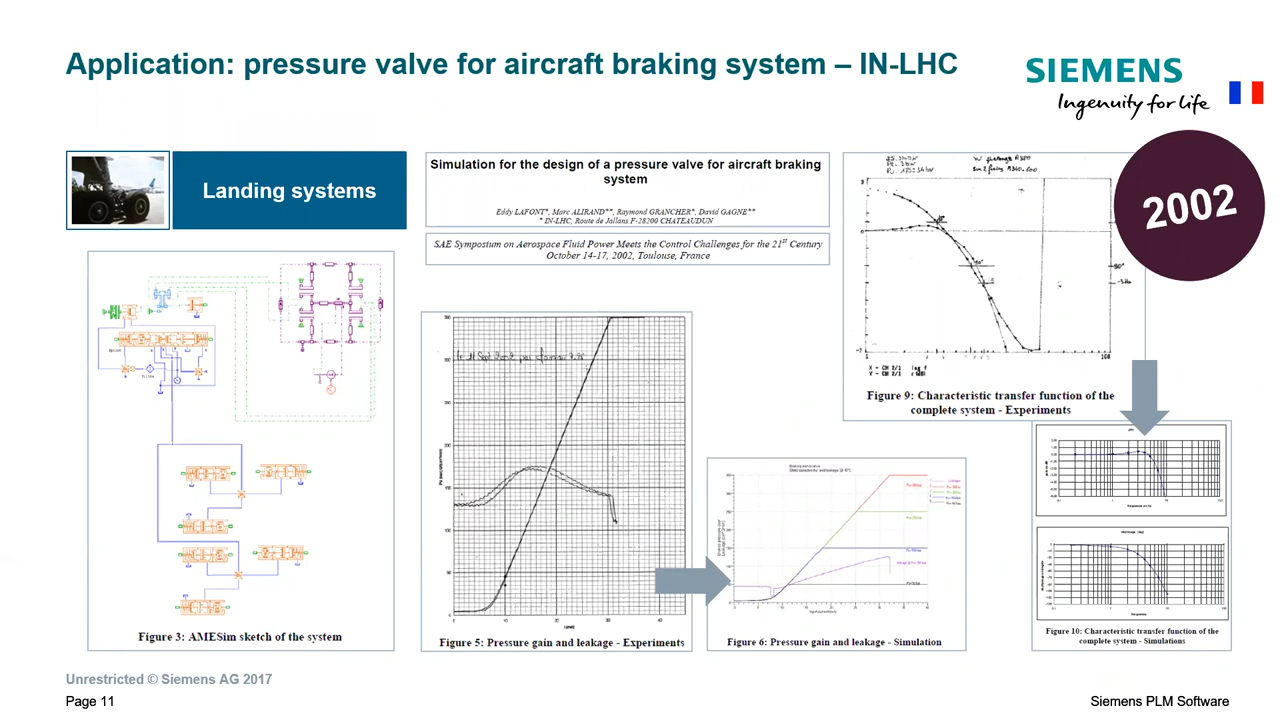 Application: pressure valve for aircraft braking system – IN-LHC
SIEMENS
Ingenuity for life
2002
Landing systems
Simulation for the design of a pressure valve for aircraft braking
system
Eddy LAFONT*, Marc ALIRAND**, Raymond GRANCHER*, David GAGNE**
* IN-LHC, Route de Jallans F-28200 CHATEAUDUN
SAE Symposium on Aerospace Fluid Power Meets the Control Challenges for the 21st Century
October 14-17, 2002, Toulouse, France
Figure 3: AMESim sketch of the system
Figure 5: Pressure gain and leakage - Experiments
Figure 6: Pressure gain and leakage - Simulation
Figure 9: Characteristic transfer function of the
complete system - Experiments
Figure 10: Characteristic transfer function of the
complete system - Simulations
Unrestricted © Siemens AG 2017
Page 11
Siemens PLM Software